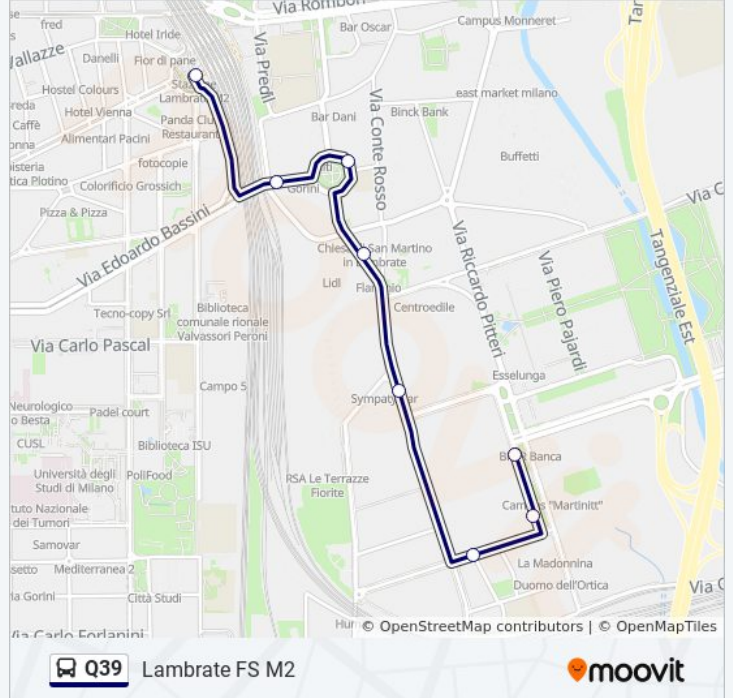 Via Rombon
fred
Bar Oscar
Campus Monneret
Hotel Iride
Danelli
Fior di pane
Via Predil
Hostel Colours
Lambrate M2
east market milano
Hotel Vienna
Bar Dani
Binck Bank
Via Conte Rosso
Caffè
Panda
Restaurant
Alimentari Pacini
Buffetti
fotocopie
tica Plotino
Colorificio Grossich
Gorini
Pizza & Pizza
Via Edoardo Bassini
Chiesa di San Martino
in Lambrate
Via Riccardo Pitteri
Via Piero Pajardi
Tangenziale Est
Lidl
Centroedile
Tecno-copy Srl
Biblioteca
comunale rionale
Valvassori Peroni
Via Carlo Pascal
Esselunga
Campo 5
Neurologico
o Besta
Padel court
CUSL
Biblioteca ISU
Banca
Università degli
Studi di Milano
PoliFood
RSA Le Terrazze
Fiorite
"Martinitt"
tuto Nazionale
dei Tumori
Samovar
Mediterranea 2
La Madonnina
Duomo dell'Ortica
Città Studi
ia Gorini
Via Carlo Forlanini
© OpenStreetMap contributors | © OpenMapTiles
Q39 Lambrate FS M2
moovit